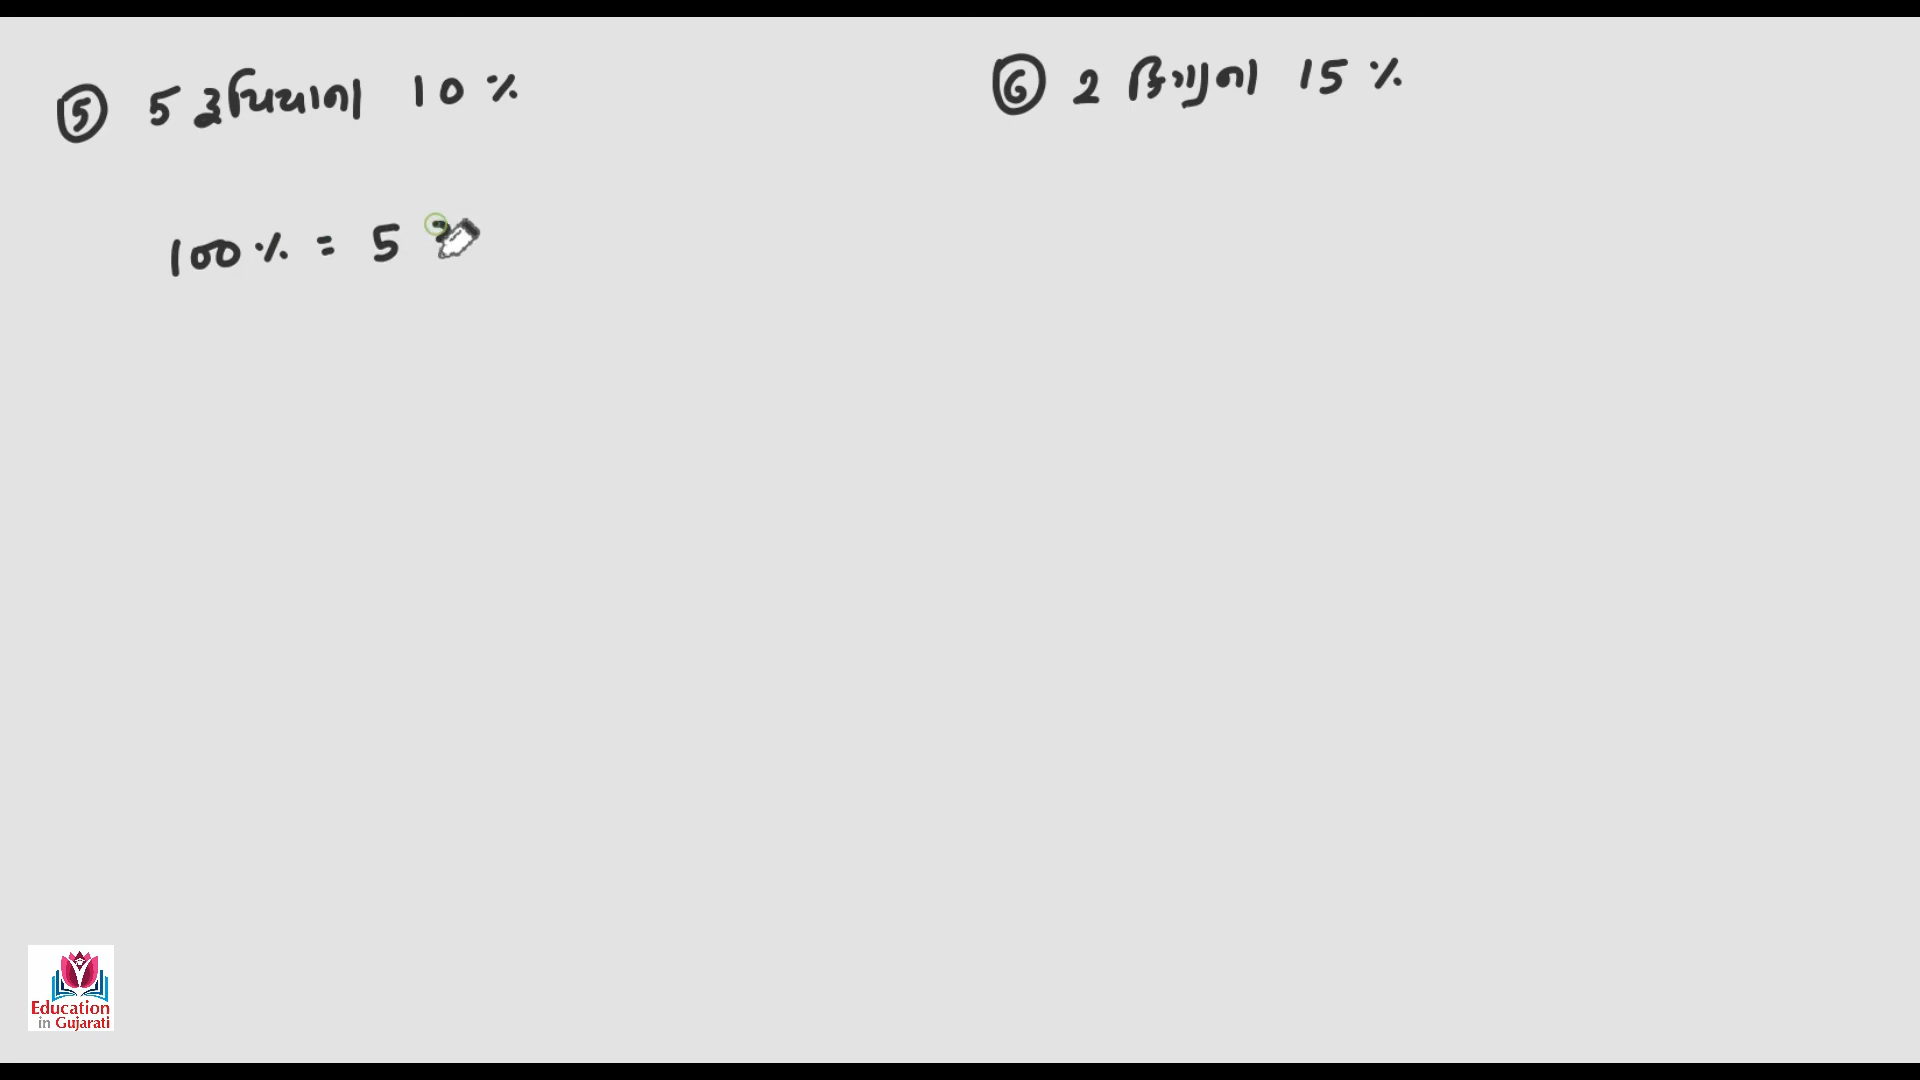 ⑤ 5 રૂપિયાના 10 %
100 % = 5
⑥ 2 કિગ્રાના 15 %
Education
in Gujarati